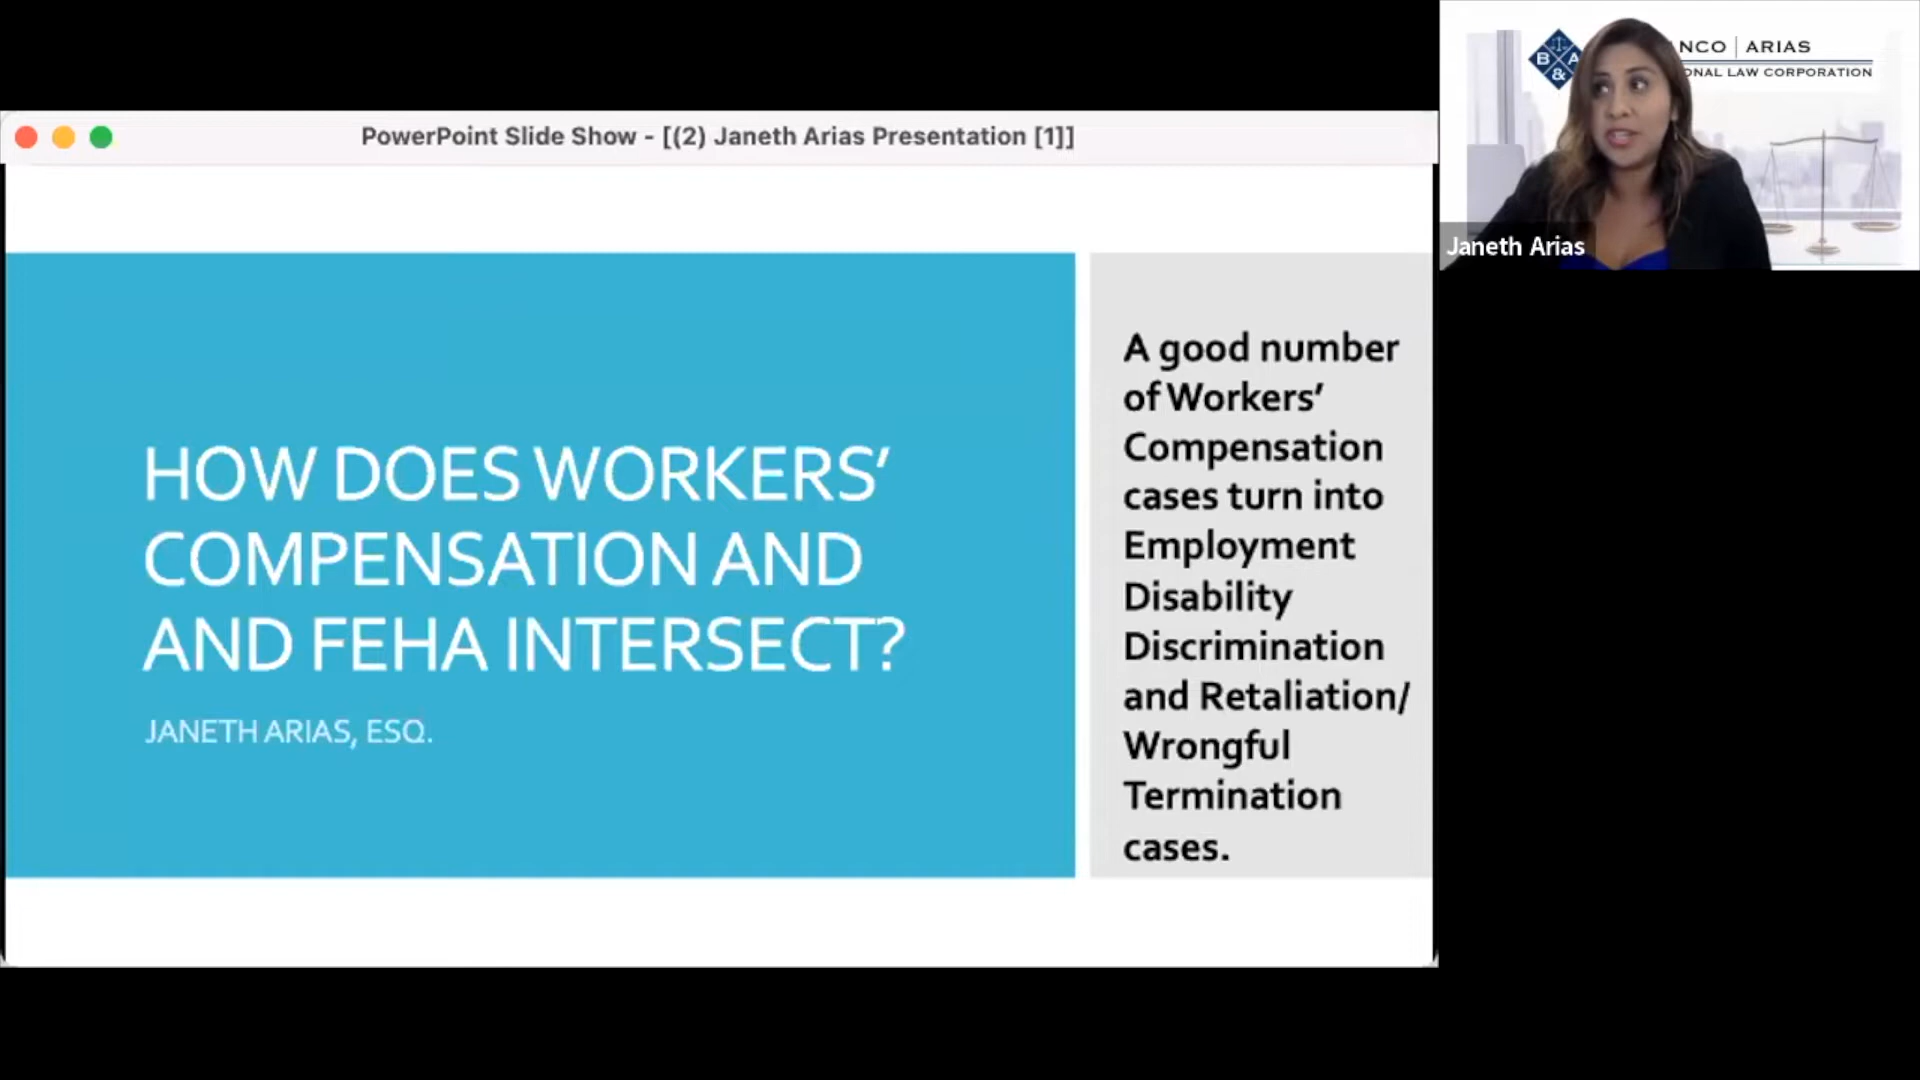 PowerPoint Slide Show - [(2) Janeth Arias Presentation [1]]
HOW DOES WORKERS’
COMPENSATION AND
AND FEHA INTERSECT?
JANETH ARIAS, ESQ.
A good number
of Workers’
Compensation
cases turn into
Employment
Disability
Discrimination
and Retaliation/
Wrongful
Termination
cases.
B A
&
NCO | ARIAS
ONAL LAW CORPORATION
Janeth Arias